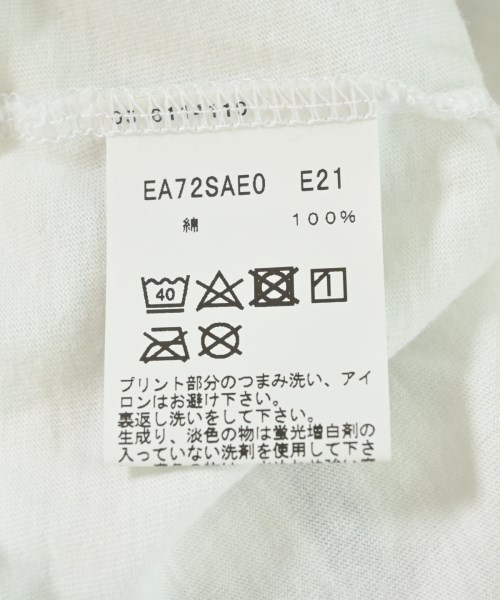 EA72SAE0 E21
綿 100%
40
プリント部分のつまみ洗い、アイ
ロンはお避け下さい。
裏返し洗いをして下さい。
生成り、淡色の物は蛍光増白剤の
入っていない洗剤を使用して下さ